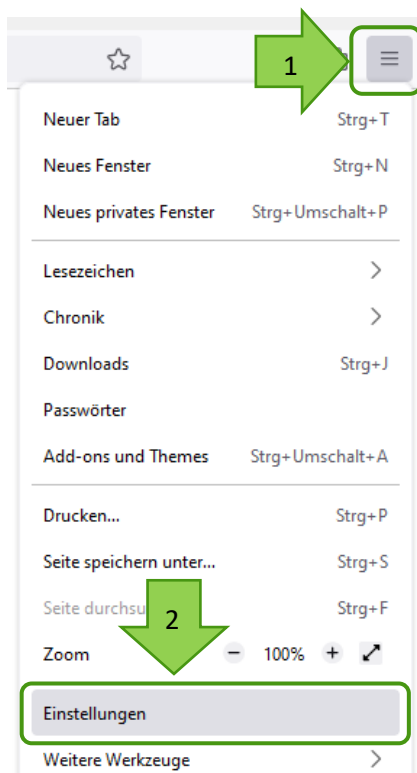 1
Neuer Tab Strg+T
Neues Fenster Strg+N
Neues privates Fenster Strg+Umschalt+P
Lesezeichen
Chronik
Downloads Strg+J
Passwörter
Add-ons und Themes Strg+Umschalt+A
Drucken... Strg+P
Seite speichern unter... Strg+S
Seite Strg+F
2
Zoom − 100% +
Einstellungen
Weitere Werkzeuge